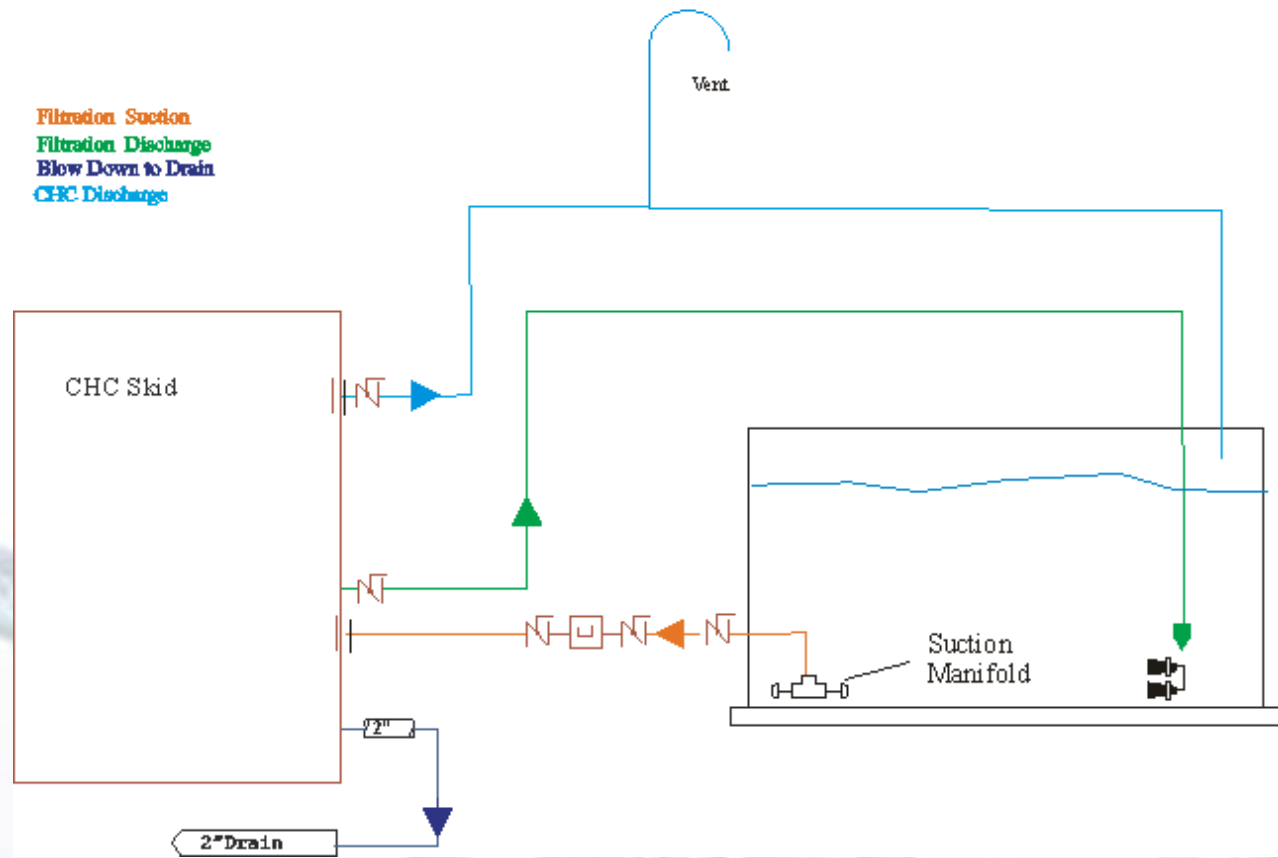 Vent
Filtration Suction
Filtration Discharge
Blow Down to Drain
CHC Discharge
CHC Skid
Suction
Manifold
2"
2"Drain